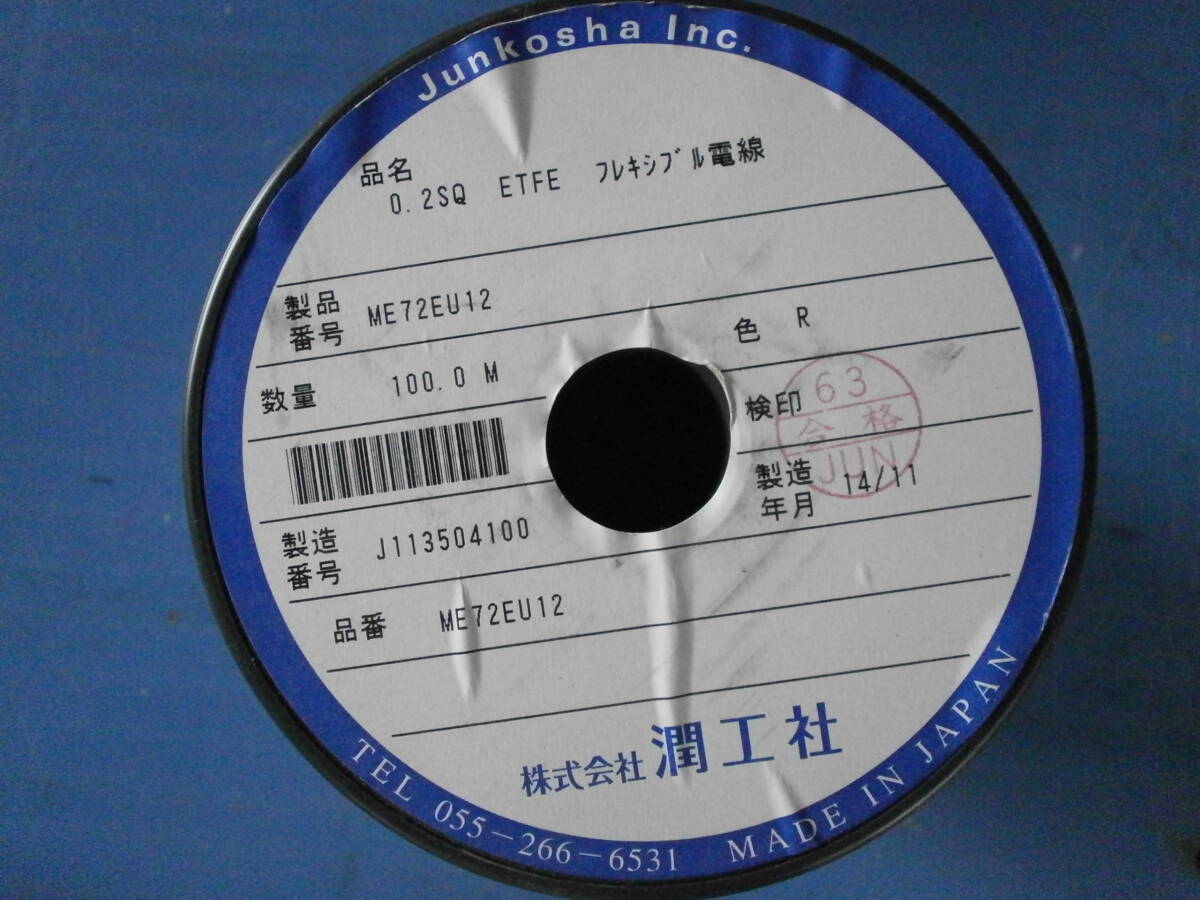 Junkosha Inc.
品名
0.2SQ ETFE ﾌﾚｷｼﾌﾞﾙ電線
製品番号 ME72EU12
色 R
数量 100.0 M
検印
63
合格
JUN
製造年月 14/11
製造番号 J113504100
品番 ME72EU12
株式会社 潤工社
TEL 055-266-6531 MADE IN JAPAN